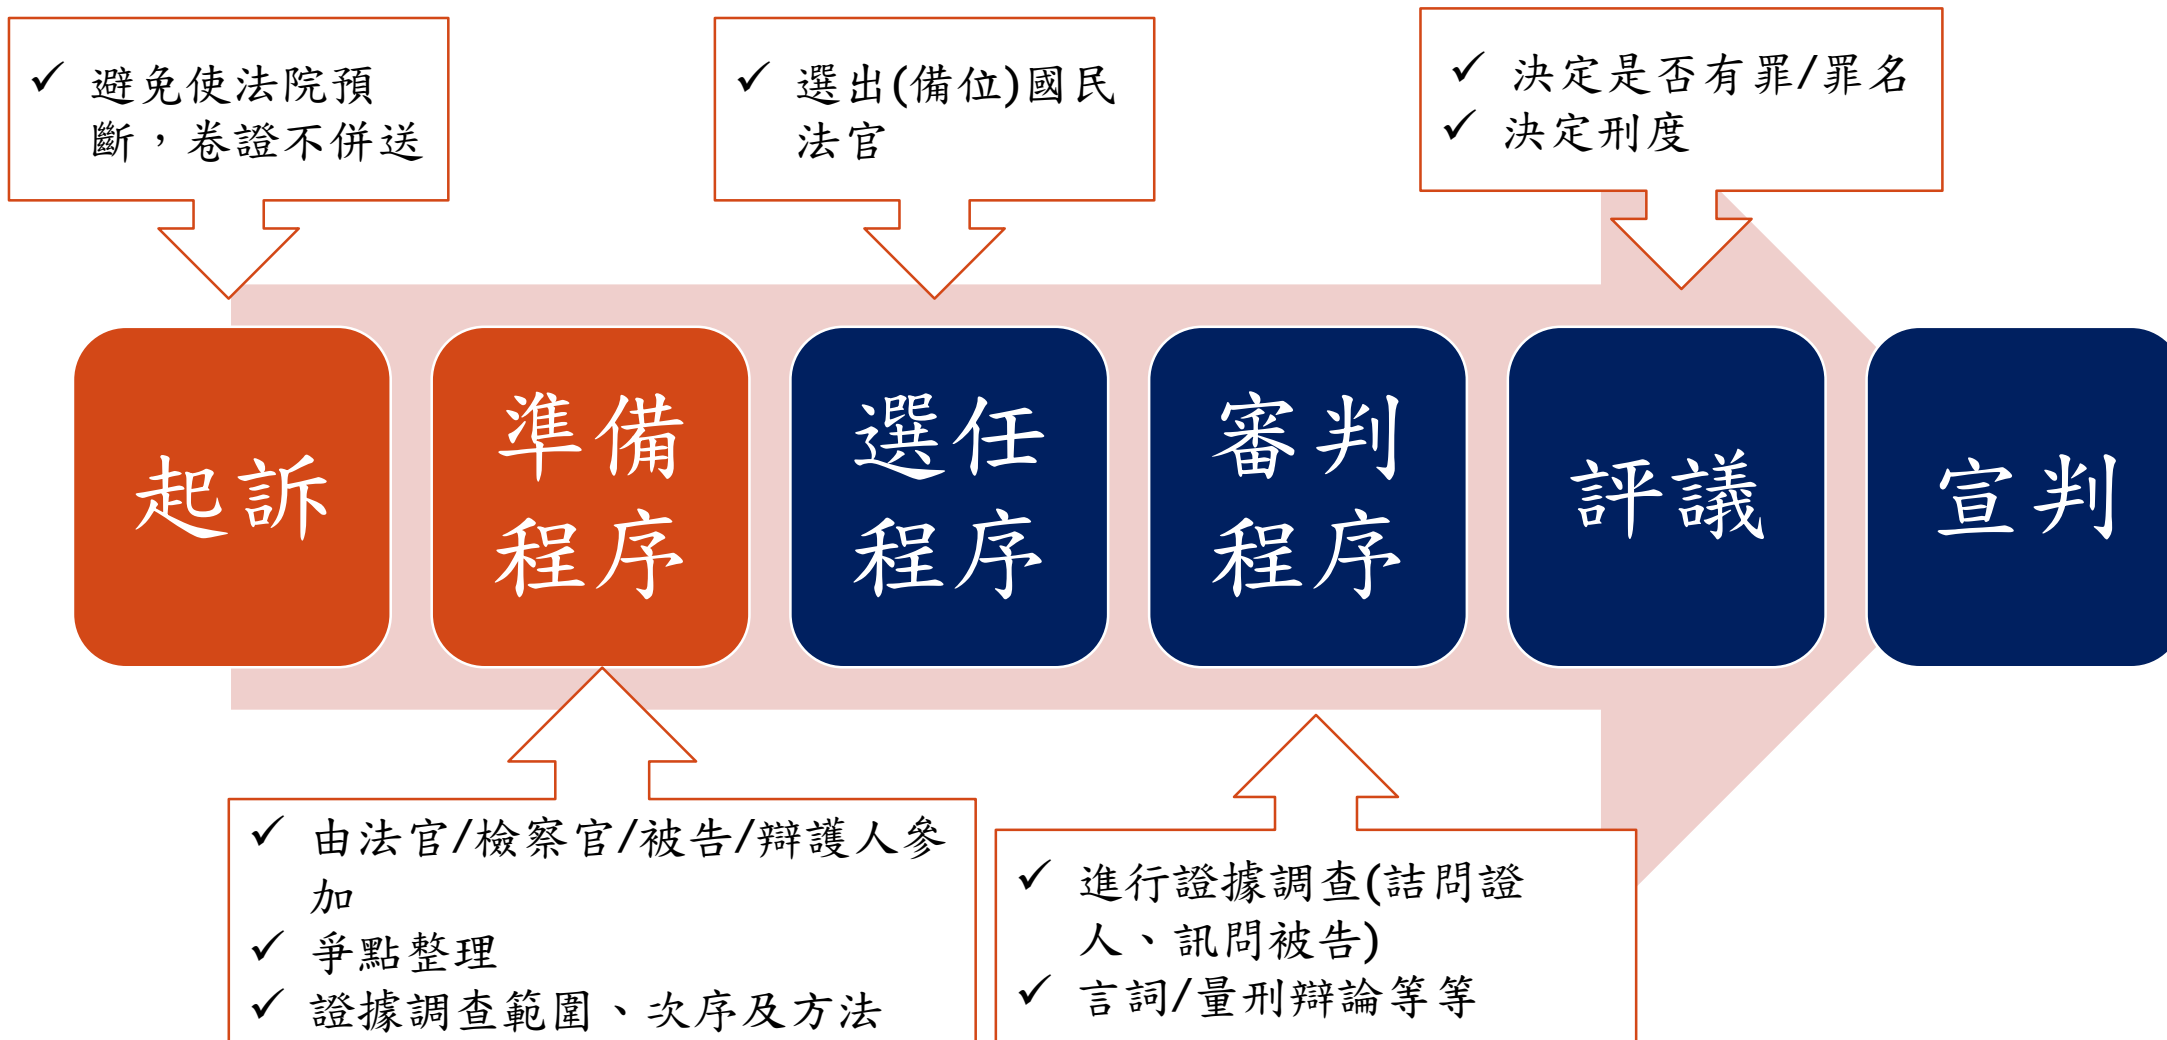 避免使法院預
斷，卷證不併送
選出(備位)國民
法官
決定是否有罪/罪名
決定刑度
起訴
準備
程序
選任
程序
審判
程序
評議
宣判
由法官/檢察官/被告/辯護人參
加
爭點整理
證據調查範圍、次序及方法
進行證據調查(詰問證
人、訊問被告)
言詞/量刑辯論等等